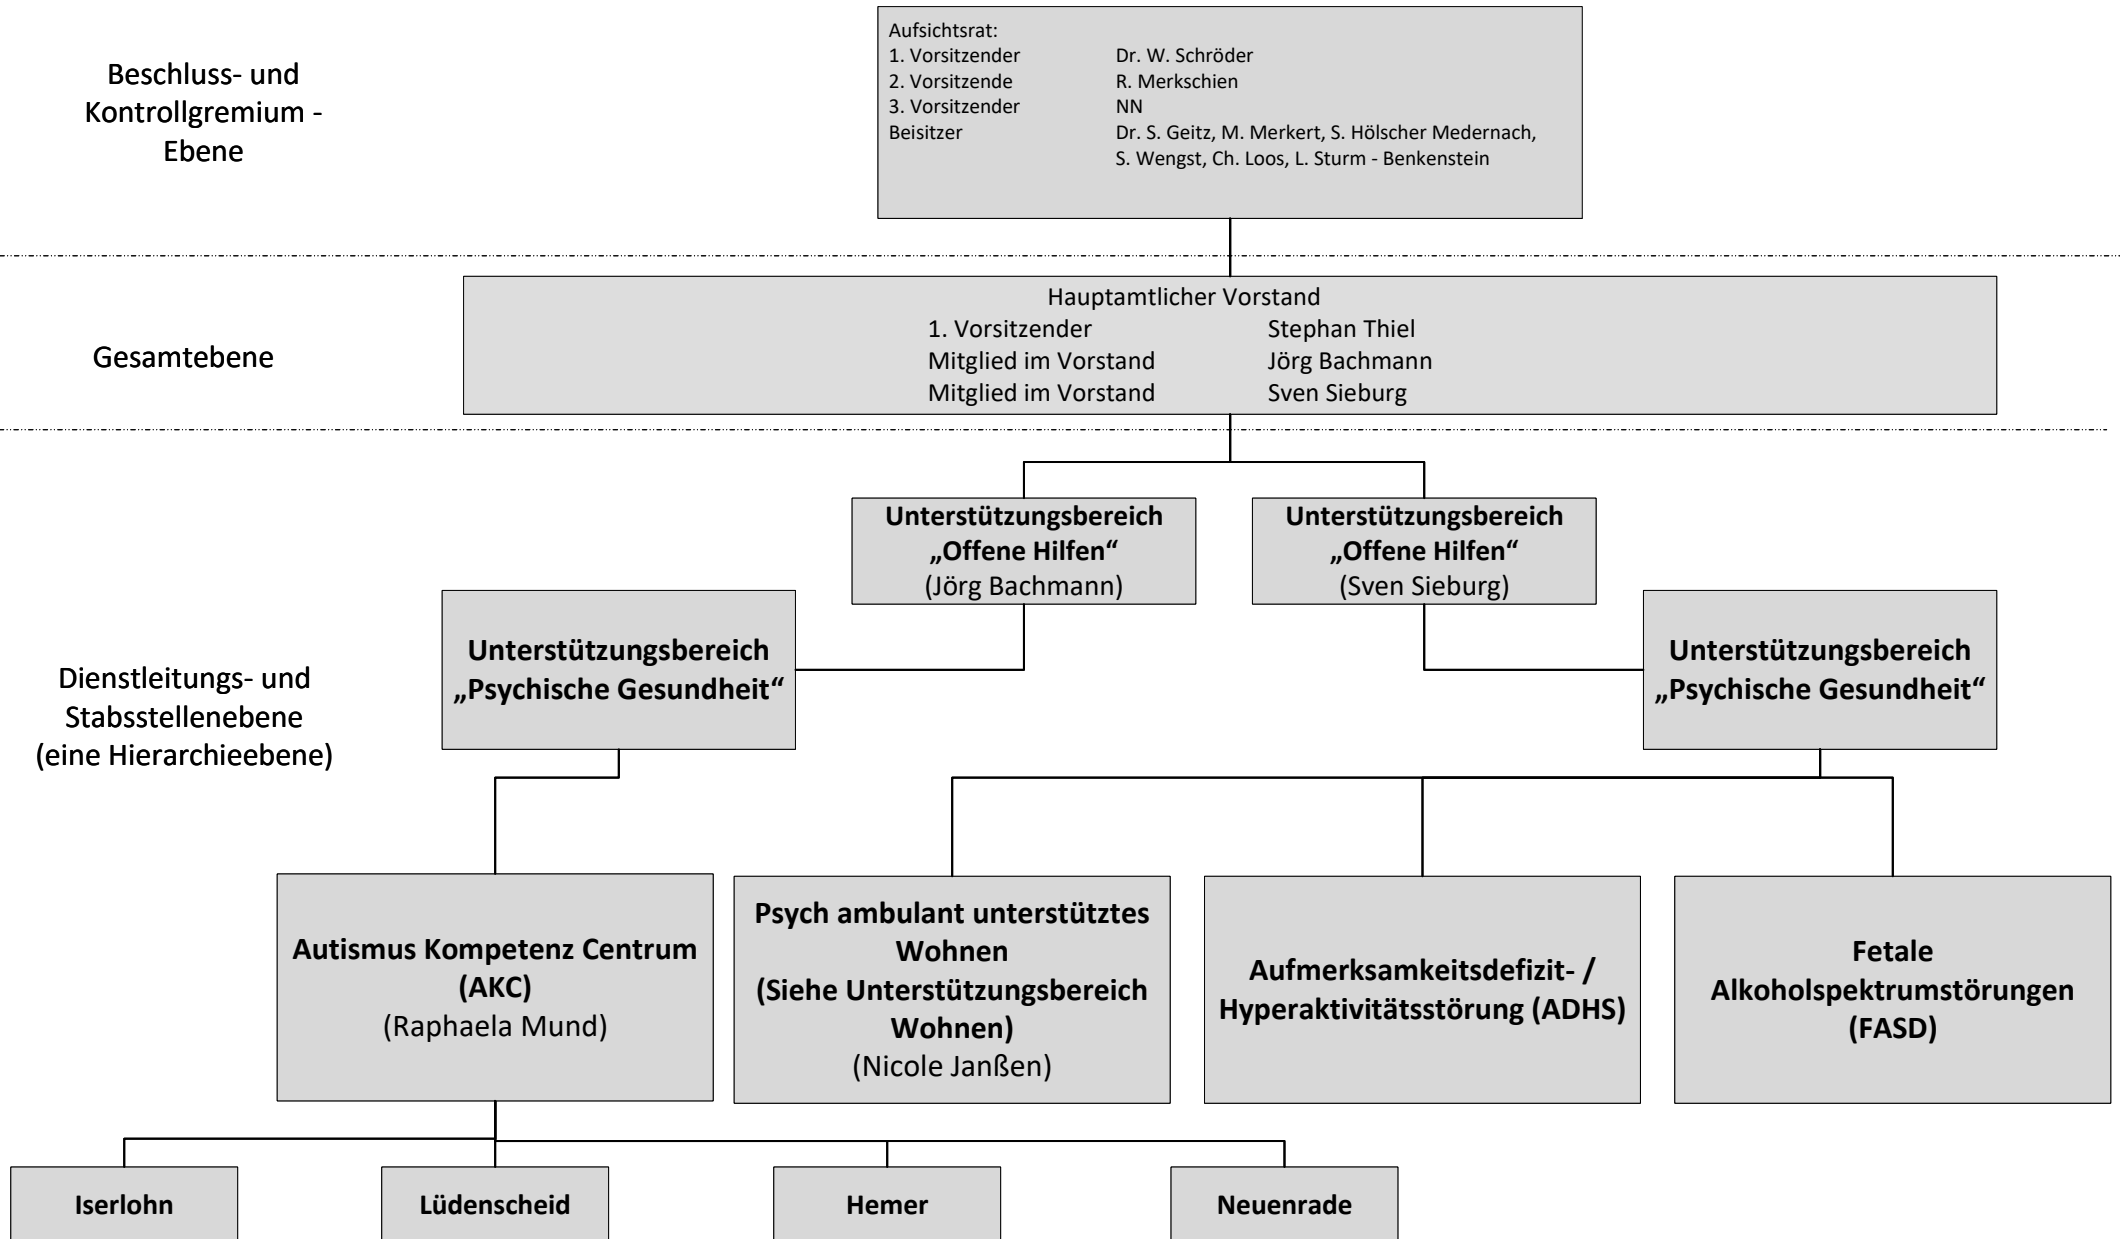 Beschluss- und
Kontrollgremium -
Ebene
Aufsichtsrat:
1. Vorsitzender Dr. W. Schröder
2. Vorsitzende R. Merkschien
3. Vorsitzender NN
Beisitzer Dr. S. Geitz, M. Merkert, S. Hölscher Medernach,
S. Wengst, Ch. Loos, L. Sturm - Benkenstein
Gesamtebene
Hauptamtlicher Vorstand
1. Vorsitzender Stephan Thiel
Mitglied im Vorstand Jörg Bachmann
Mitglied im Vorstand Sven Sieburg
Dienstleitungs- und
Stabsstellenebene
(eine Hierarchieebene)
Unterstützungsbereich
„Offene Hilfen“
(Jörg Bachmann)
Unterstützungsbereich
„Offene Hilfen“
(Sven Sieburg)
Unterstützungsbereich
„Psychische Gesundheit“
Unterstützungsbereich
„Psychische Gesundheit“
Autismus Kompetenz Centrum
(AKC)
(Raphaela Mund)
Psych ambulant unterstütztes
Wohnen
(Siehe Unterstützungsbereich
Wohnen)
(Nicole Janßen)
Aufmerksamkeitsdefizit- /
Hyperaktivitätsstörung (ADHS)
Fetale
Alkoholspektrumstörungen
(FASD)
Iserlohn
Lüdenscheid
Hemer
Neuenrade